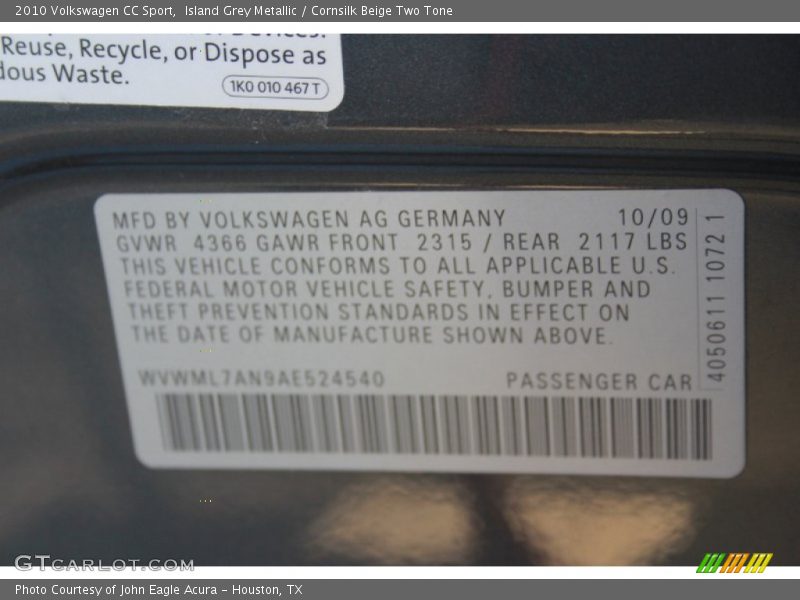 2010 Volkswagen CC Sport,  Island Grey Metallic / Cornsilk Beige Two Tone
Reuse, Recycle, or Dispose as
dous Waste.
1K0 010 467 T
MFD BY VOLKSWAGEN AG GERMANY 10/09
GVWR 4366 GAWR FRONT 2315 / REAR 2117 LBS
THIS VEHICLE CONFORMS TO ALL APPLICABLE U.S.
FEDERAL MOTOR VEHICLE SAFETY, BUMPER AND
THEFT PREVENTION STANDARDS IN EFFECT ON
THE DATE OF MANUFACTURE SHOWN ABOVE.
WVWML7AN9AE524540 PASSENGER CAR
4050611 1072 1
GTCARLOT.COM
Photo Courtesy of John Eagle Acura - Houston, TX